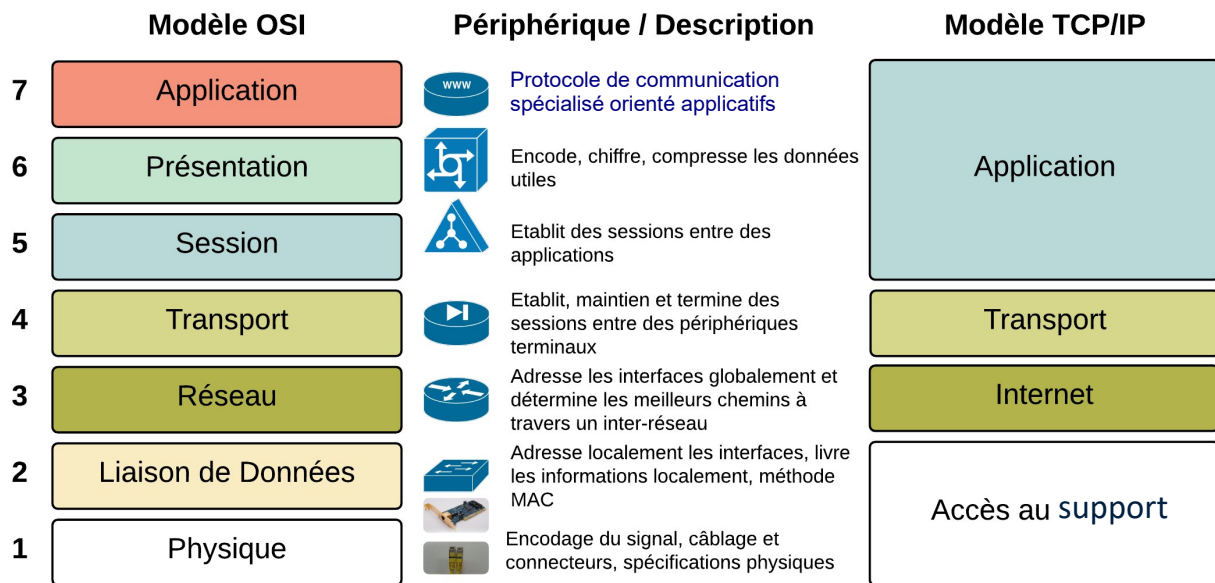 Modèle OSI
Périphérique / Description
Modèle TCP/IP
7
Application
www
Protocole de communication
spécialisé orienté applicatifs
6
Présentation
Encode, chiffre, compresse les données
utiles
Application
5
Session
Etablit des sessions entre des
applications
4
Transport
Etablit, maintien et termine des
sessions entre des périphériques
terminaux
Transport
3
Réseau
Adresse les interfaces globalement et
détermine les meilleurs chemins à
travers un inter-réseau
Internet
2
Liaison de Données
Adresse localement les interfaces, livre
les informations localement, méthode
MAC
Accès au support
1
Physique
Encodage du signal, câblage et
connecteurs, spécifications physiques